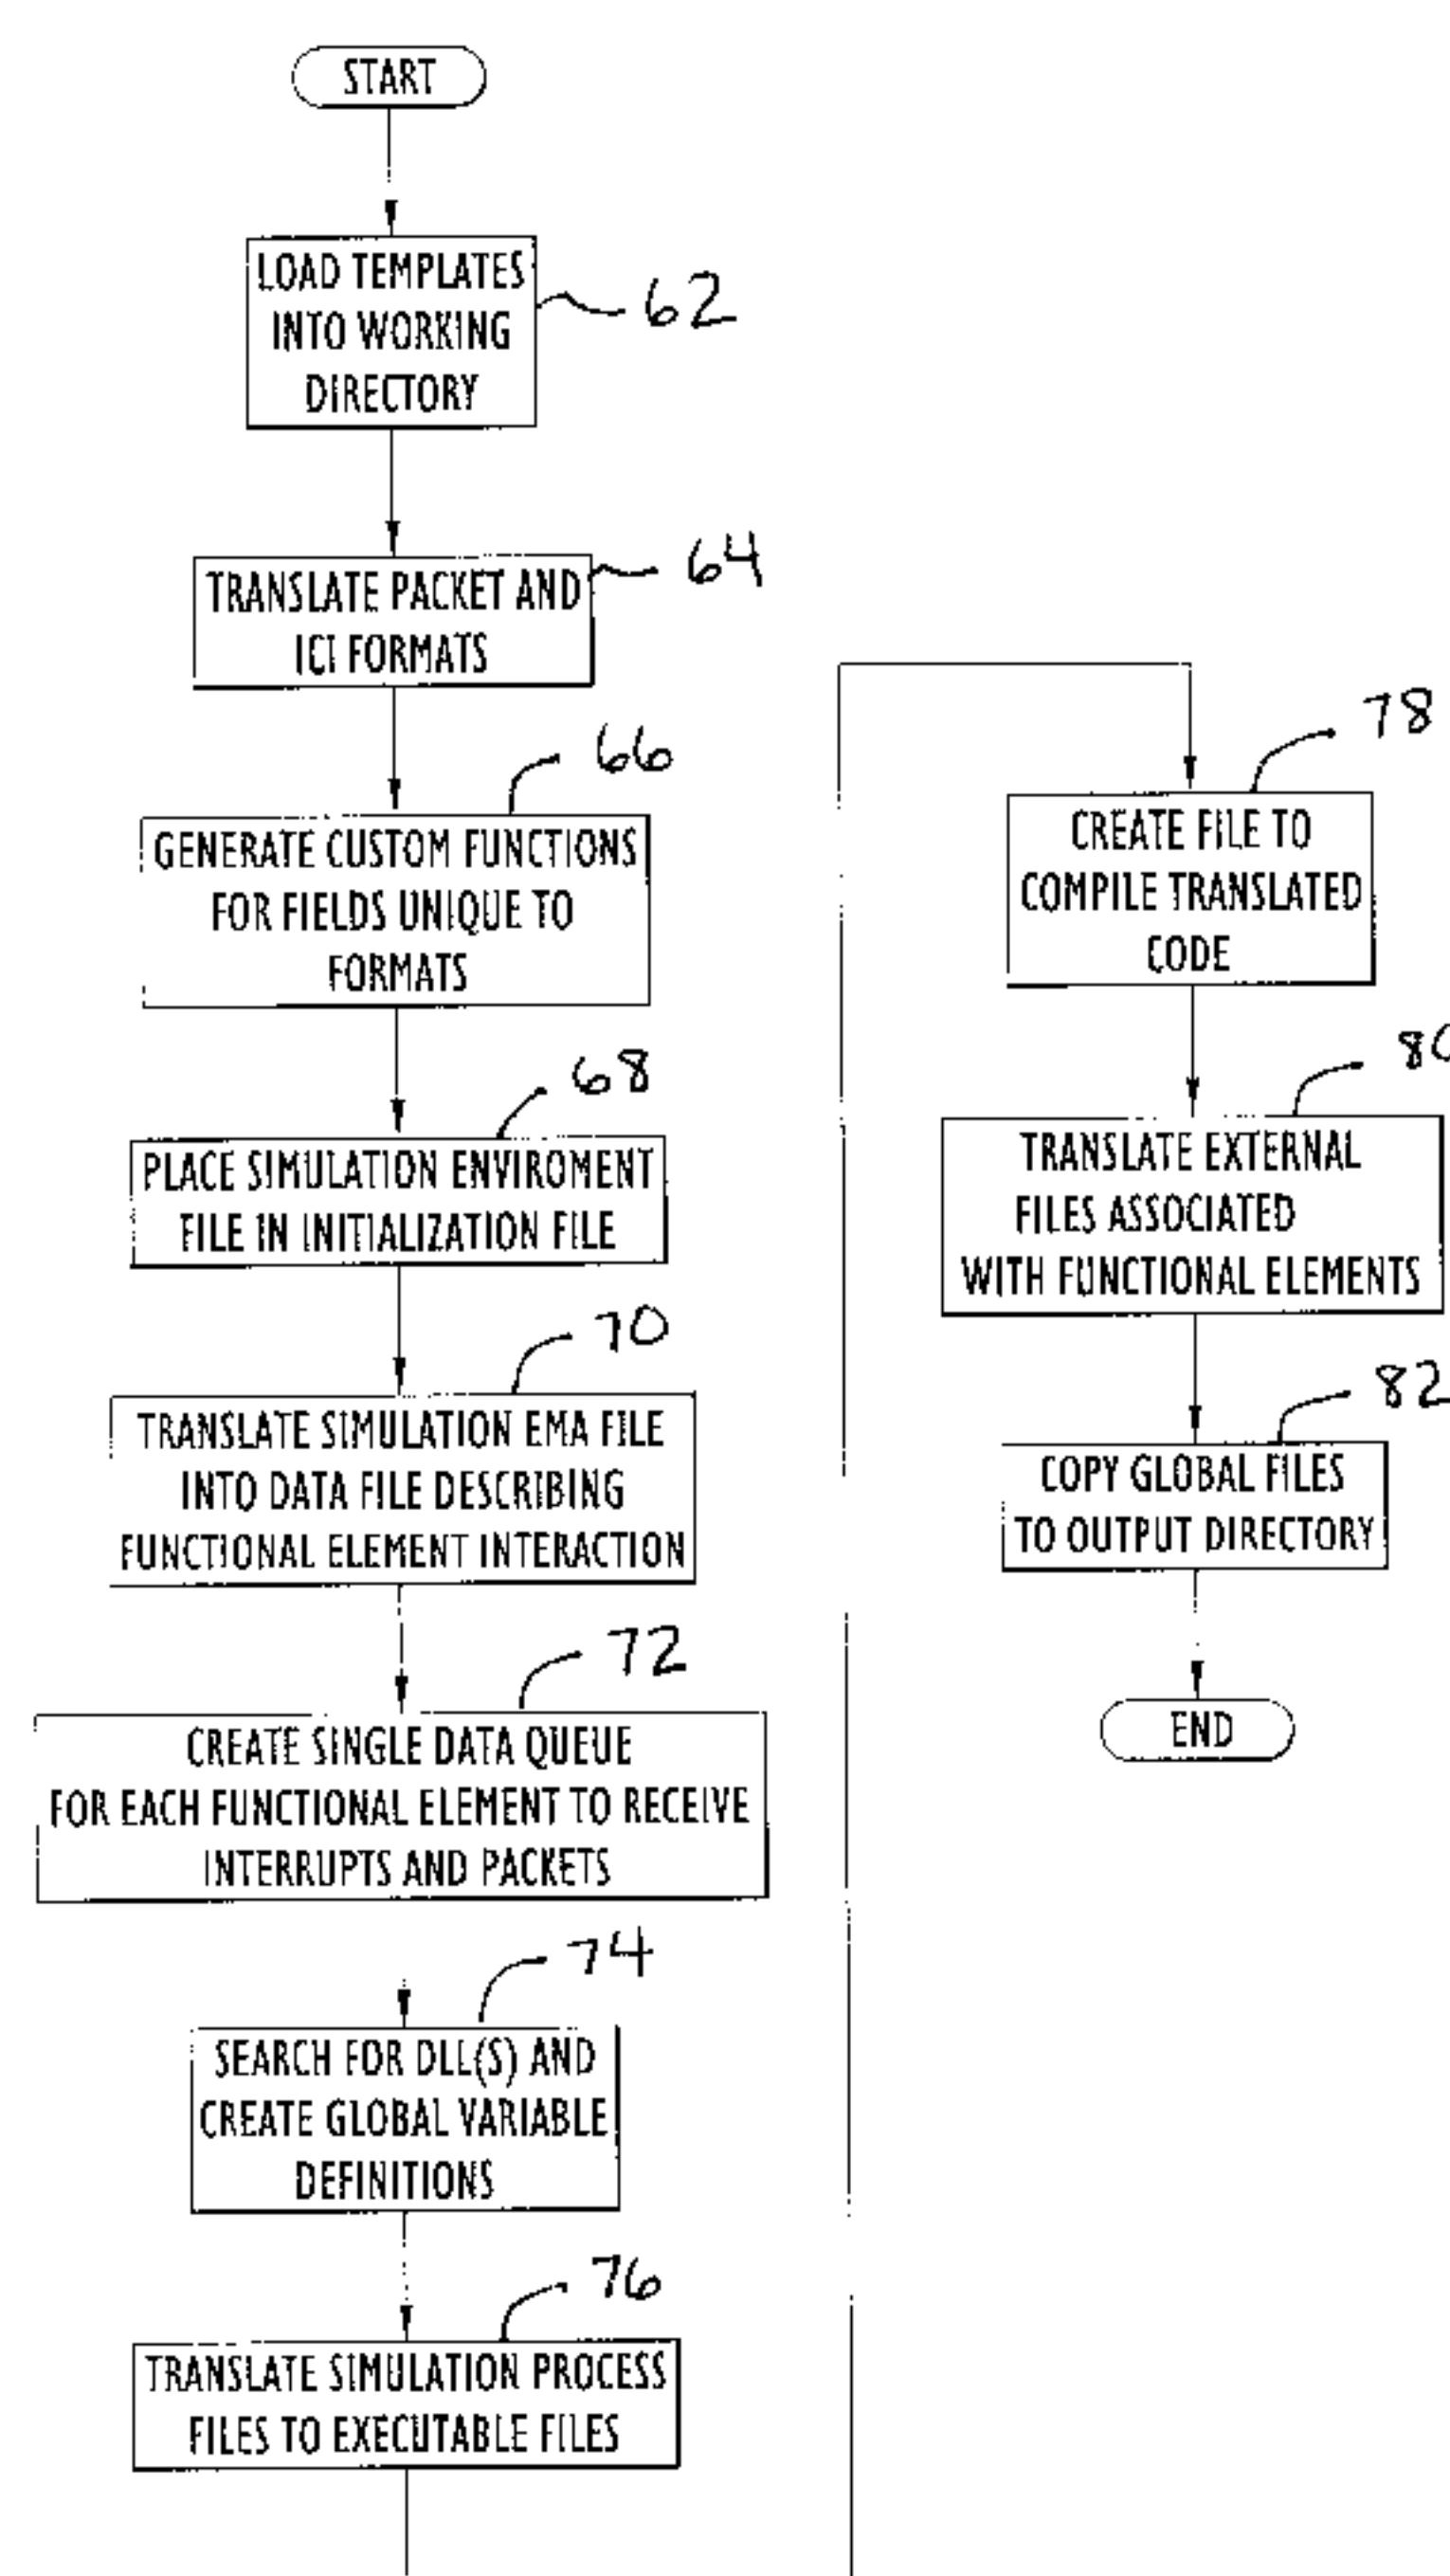 START
LOAD TEMPLATES
INTO WORKING
DIRECTORY
62
TRANSLATE PACKET AND
ICI FORMATS
64
GENERATE CUSTOM FUNCTIONS
FOR FIELDS UNIQUE TO
FORMATS
66
PLACE SIMULATION ENVIROMENT
FILE IN INITIALIZATION FILE
68
TRANSLATE SIMULATION EMA FILE
INTO DATA FILE DESCRIBING
FUNCTIONAL ELEMENT INTERACTION
70
CREATE SINGLE DATA QUEUE
FOR EACH FUNCTIONAL ELEMENT TO RECEIVE
INTERRUPTS AND PACKETS
72
SEARCH FOR DLL(S) AND
CREATE GLOBAL VARIABLE
DEFINITIONS
74
TRANSLATE SIMULATION PROCESS
FILES TO EXECUTABLE FILES
76
CREATE FILE TO
COMPILE TRANSLATED
CODE
78
TRANSLATE EXTERNAL
FILES ASSOCIATED
WITH FUNCTIONAL ELEMENTS
80
COPY GLOBAL FILES
TO OUTPUT DIRECTORY
82
END